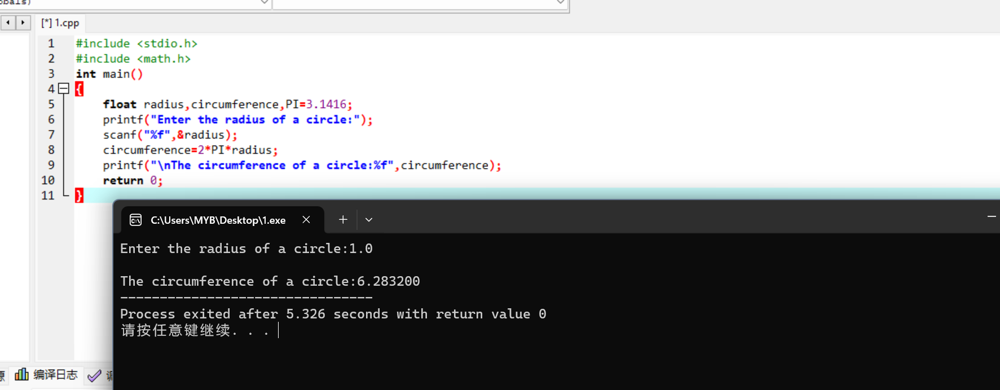 [*] 1.cpp
1 #include <stdio.h>
2 #include <math.h>
3 int main()
4 {
5 float radius,circumference,PI=3.1416;
6 printf("Enter the radius of a circle:");
7 scanf("%f",&radius);
8 circumference=2*PI*radius;
9 printf("\nThe circumference of a circle:%f",circumference);
10 return 0;
11 }
C:\Users\MYB\Desktop\1.exe
Enter the radius of a circle:1.0
The circumference of a circle:6.283200
--------------------------------
Process exited after 5.326 seconds with return value 0
请按任意键继续. . .
编译日志